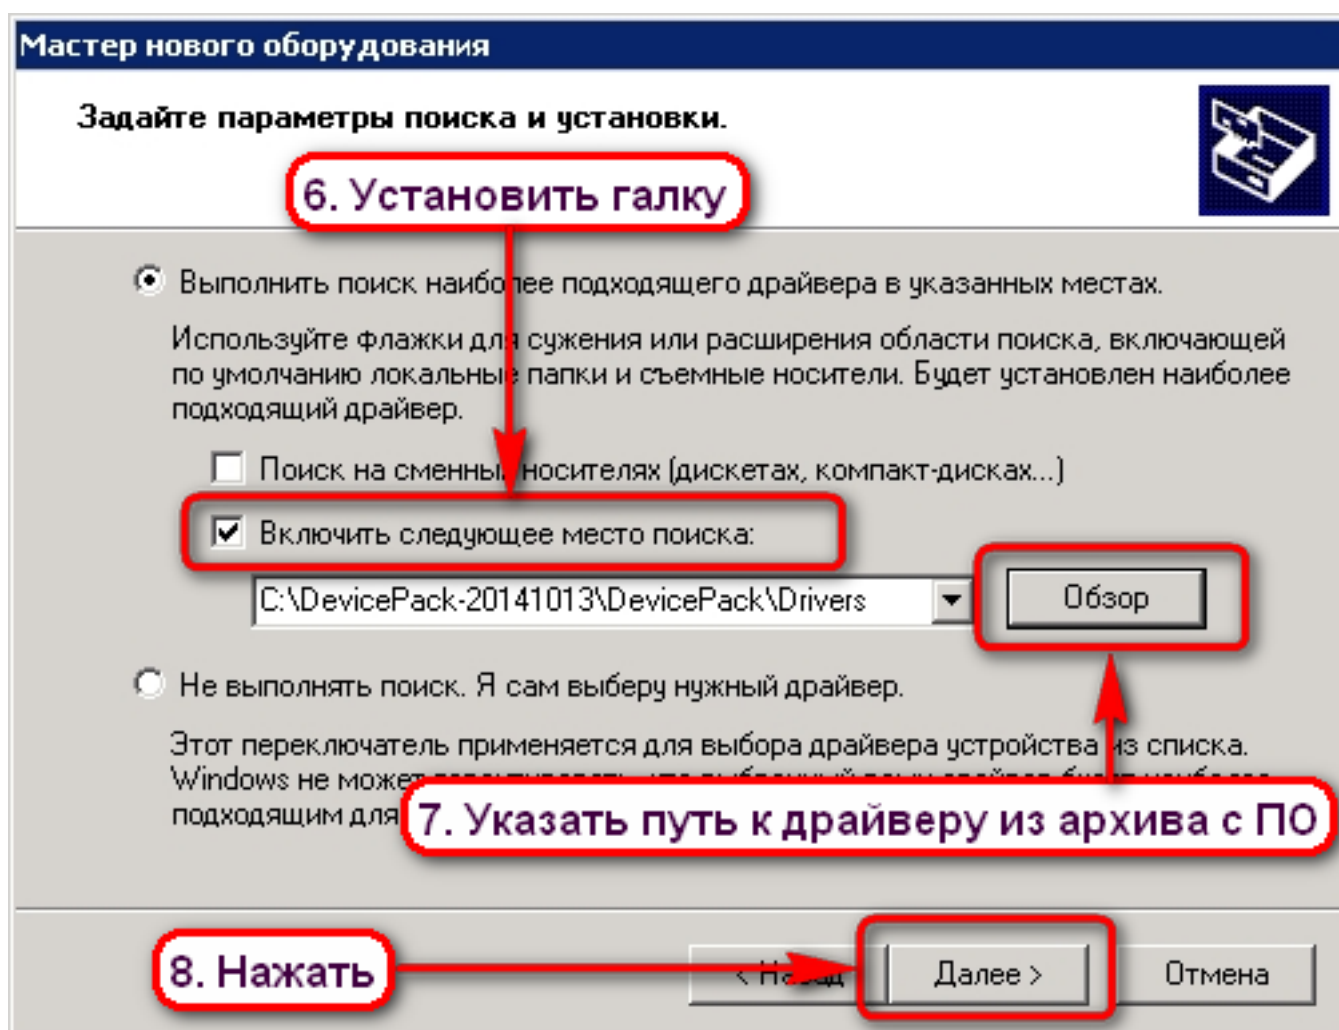 Мастер нового оборудования
Задайте параметры поиска и установки.
6. Установить галку
Выполнить поиск наиболее подходящего драйвера в указанных местах.
Используйте флажки для сужения или расширения области поиска, включающей
по умолчанию локальные папки и съемные носители. Будет установлен наиболее
подходящий драйвер.
Поиск на сменных носителях (дискетах, компакт-дисках...)
Включить следующее место поиска:
C:\DevicePack-20141013\DevicePack\Drivers
Обзор
Не выполнять поиск. Я сам выберу нужный драйвер.
Этот переключатель применяется для выбора драйвера устройства из списка.
Windows не может
подходящим для
7. Указать путь к драйверу из архива с ПО
8. Нажать
< Назад
Далее >
Отмена